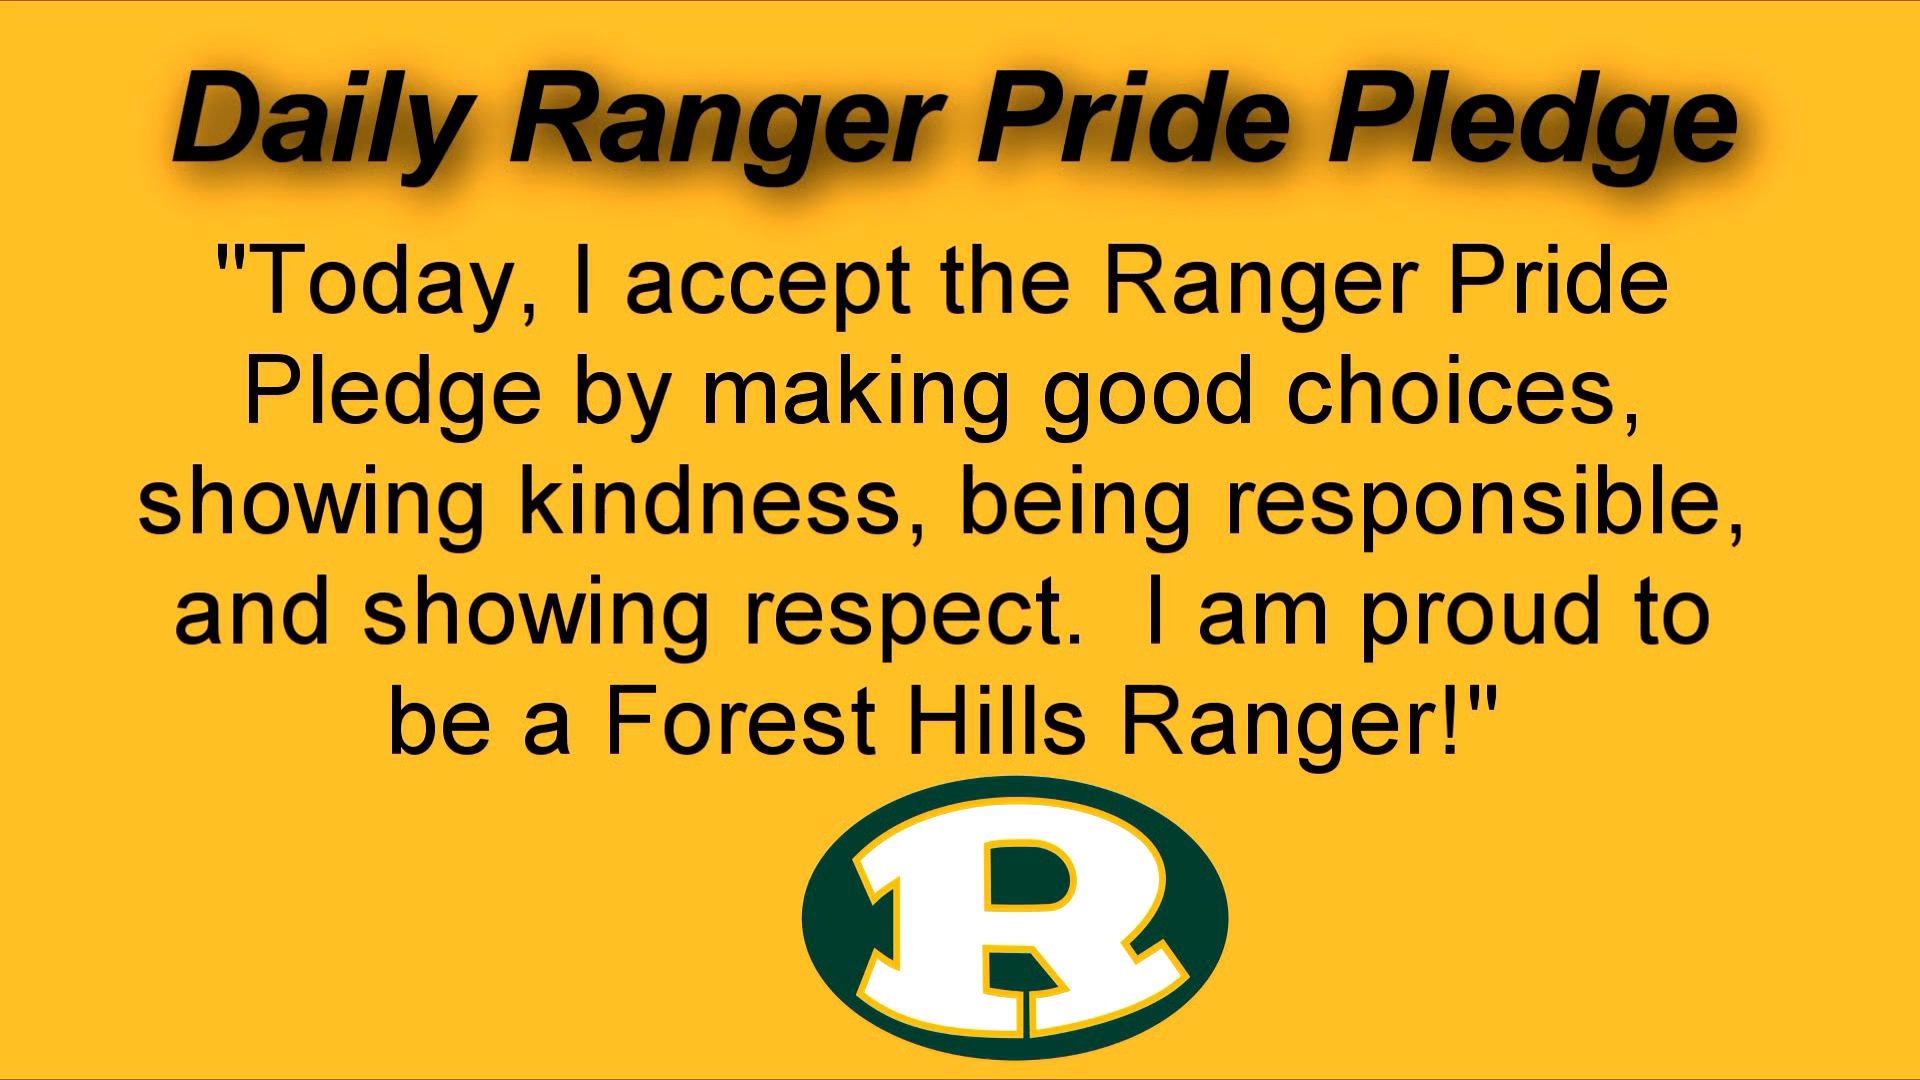 Daily Ranger Pride Pledge
"Today, I accept the Ranger Pride
Pledge by making good choices,
showing kindness, being responsible,
and showing respect.  I am proud to
be a Forest Hills Ranger!"
R